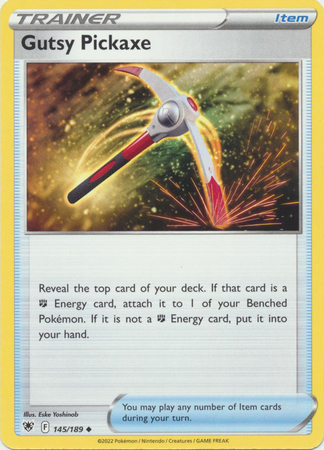 TRAINER Item
Gutsy Pickaxe
Reveal the top card of your deck. If that card is a
Energy card, attach it to 1 of your Benched
Pokémon. If it is not a Energy card, put it into
your hand.
Illus. Eske Yoshinob
F 145/189
You may play any number of Item cards
during your turn.
©2022 Pokémon / Nintendo / Creatures / GAME FREAK